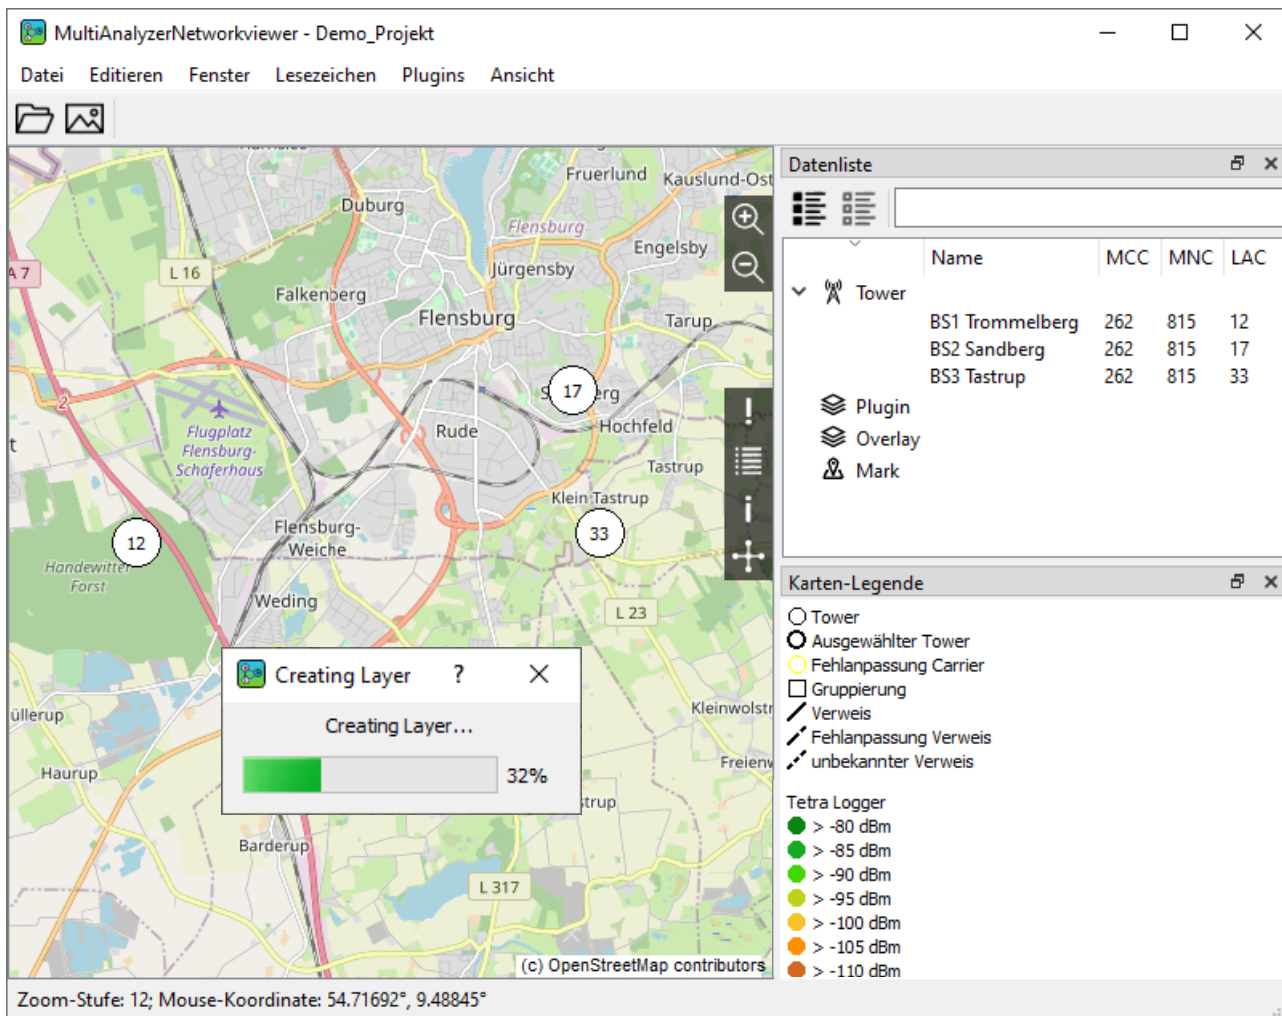 MultiAnalyzerNetworkviewer - Demo_Projekt
Datei Editieren Fenster Lesezeichen Plugins Ansicht
Fruerlund
Kauslund-Ost
Duburg
Flensburg
Engelsby
L 16
Jürgensby
A 7
Falkenberg
Flensburg
Tarup
17
2
Rude
Hochfeld
Flugplatz
Flensburg-
Schäferhaus
Tastrup
Klein Tastrup
Flensburg-
Weiche
33
12
Handewitter
Forst
Weding
L 23
Kleinwolstr
üllerup
Haurup
Freienw
strup
Barderup
L 317
(c) OpenStreetMap contributors
Creating Layer ?
Creating Layer...
32%
Datenliste
Name MCC MNC LAC
Tower
BS1 Trommelberg 262 815 12
BS2 Sandberg 262 815 17
BS3 Tastrup 262 815 33
Plugin
Overlay
Mark
Karten-Legende
Tower
Ausgewählter Tower
Fehlanpassung Carrier
Gruppierung
Verweis
Fehlanpassung Verweis
unbekannter Verweis
Tetra Logger
> -80 dBm
> -85 dBm
> -90 dBm
> -95 dBm
> -100 dBm
> -105 dBm
> -110 dBm
Zoom-Stufe: 12; Mouse-Koordinate: 54.71692°, 9.48845°